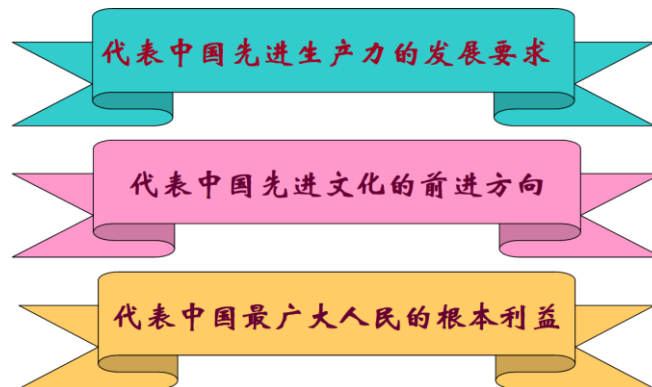 代表中国先进生产力的发展要求
代表中国先进文化的前进方向
代表中国最广大人民的根本利益